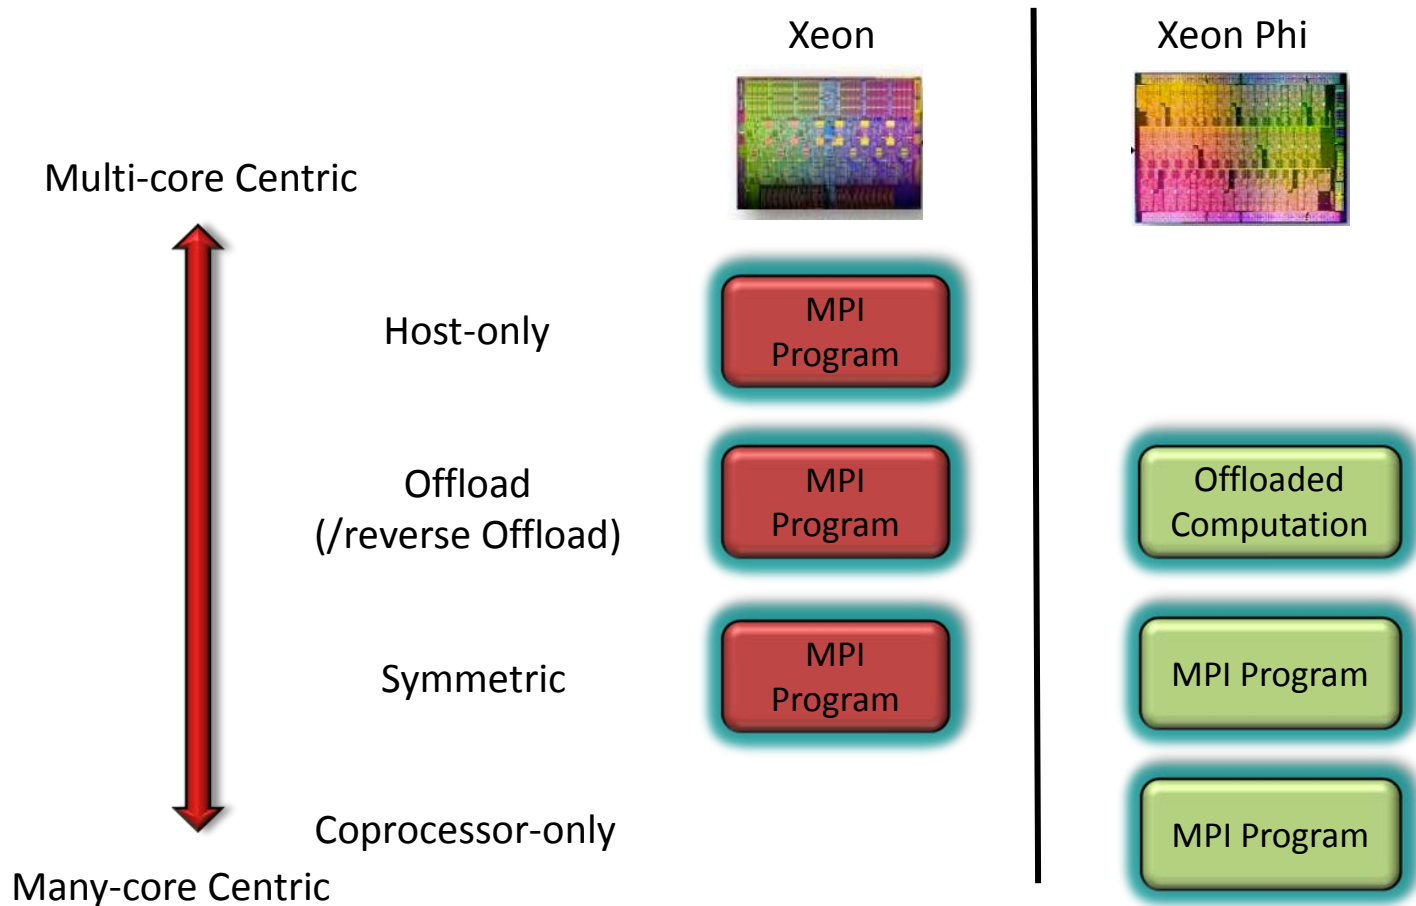 Xeon
Xeon Phi
Multi-core Centric
Host-only
MPI
Program
Offload
(/reverse Offload)
MPI
Program
Offloaded
Computation
Symmetric
MPI
Program
MPI Program
Coprocessor-only
MPI Program
Many-core Centric